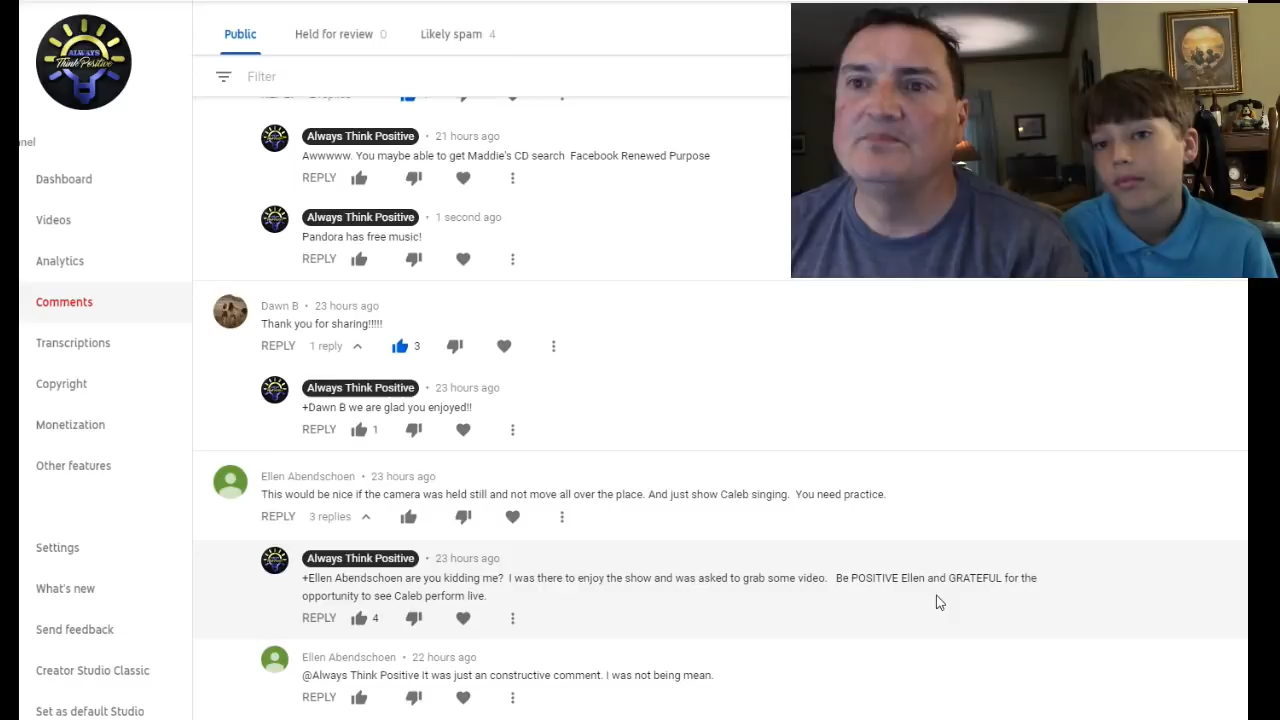 ALWAYS
Think Positive
Public
Held for review 0
Likely spam 4
Filter
nnel
Dashboard
Videos
Analytics
Comments
Transcriptions
Copyright
Monetization
Other features
Settings
What's new
Send feedback
Creator Studio Classic
Set as default Studio
Always Think Positive • 21 hours ago
Awwwww. You maybe able to get Maddie's CD search Facebook Renewed Purpose
REPLY
Always Think Positive • 1 second ago
Pandora has free music!
REPLY
Dawn B • 23 hours ago
Thank you for sharing!!!!!
REPLY 1 reply 3
Always Think Positive • 23 hours ago
+Dawn B we are glad you enjoyed!!
REPLY 1
Ellen Abendschoen • 23 hours ago
This would be nice if the camera was held still and not move all over the place. And just show Caleb singing. You need practice.
REPLY 3 replies
Always Think Positive • 23 hours ago
+Ellen Abendschoen are you kidding me? I was there to enjoy the show and was asked to grab some video. Be POSITIVE Ellen and GRATEFUL for the
opportunity to see Caleb perform live.
REPLY 4
Ellen Abendschoen • 22 hours ago
@Always Think Positive It was just an constructive comment. I was not being mean.
REPLY